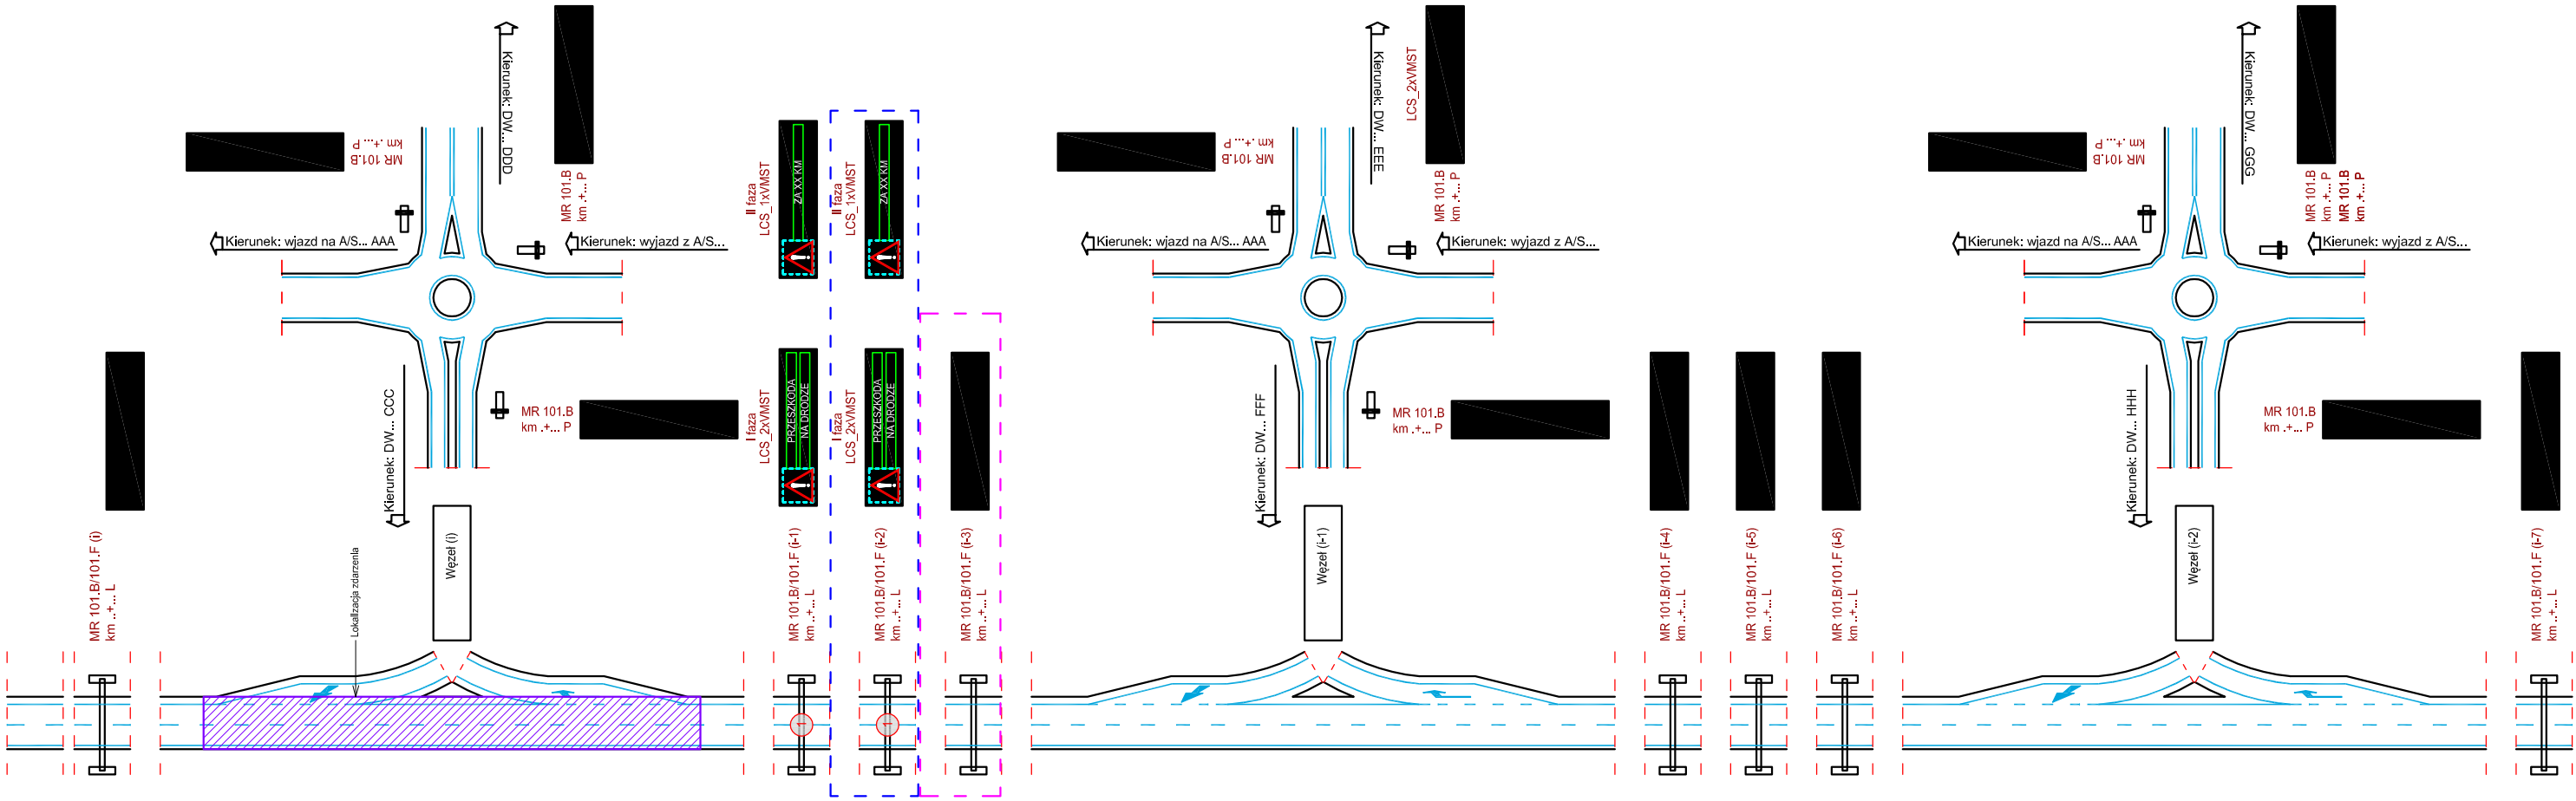 Kierunek: DW... DDD
MR 101.B
km .+... P
MR 101.B
km .+... P
Kierunek: wjazd na A/S... AAA
Kierunek: wyjazd z A/S...
Kierunek: DW... CCC
MR 101.B
km .+... P
Węzeł (i)
Lokalizacja zdarzenia
MR 101.B/101.F (i)
km ..+... L
II faza
LCS_1xVMST
ZA XX KM
II faza
LCS_1xVMST
ZA XX KM
I faza
LCS_2xVMST
PRZESZKODA
NA DRODZE
I faza
LCS_2xVMST
PRZESZKODA
NA DRODZE
MR 101.B/101.F (i-1)
km ..+... L
MR 101.B/101.F (i-2)
km ..+... L
MR 101.B/101.F (i-3)
km ..+... L
1
1
Kierunek: DW... EEE
LCS_2xVMST
MR 101.B
km .+... P
MR 101.B
km .+... P
Kierunek: wjazd na A/S... AAA
Kierunek: wyjazd z A/S...
Kierunek: DW... FFF
MR 101.B
km .+... P
Węzeł (i-1)
MR 101.B/101.F (i-4)
km ..+... L
MR 101.B/101.F (i-5)
km ..+... L
MR 101.B/101.F (i-6)
km ..+... L
Kierunek: DW... GGG
MR 101.B
km .+... P
MR 101.B
km .+... P
MR 101.B
km .+... P
Kierunek: wjazd na A/S... AAA
Kierunek: wyjazd z A/S...
Kierunek: DW... HHH
MR 101.B
km .+... P
Węzeł (i-2)
MR 101.B/101.F (i-7)
km ..+... L